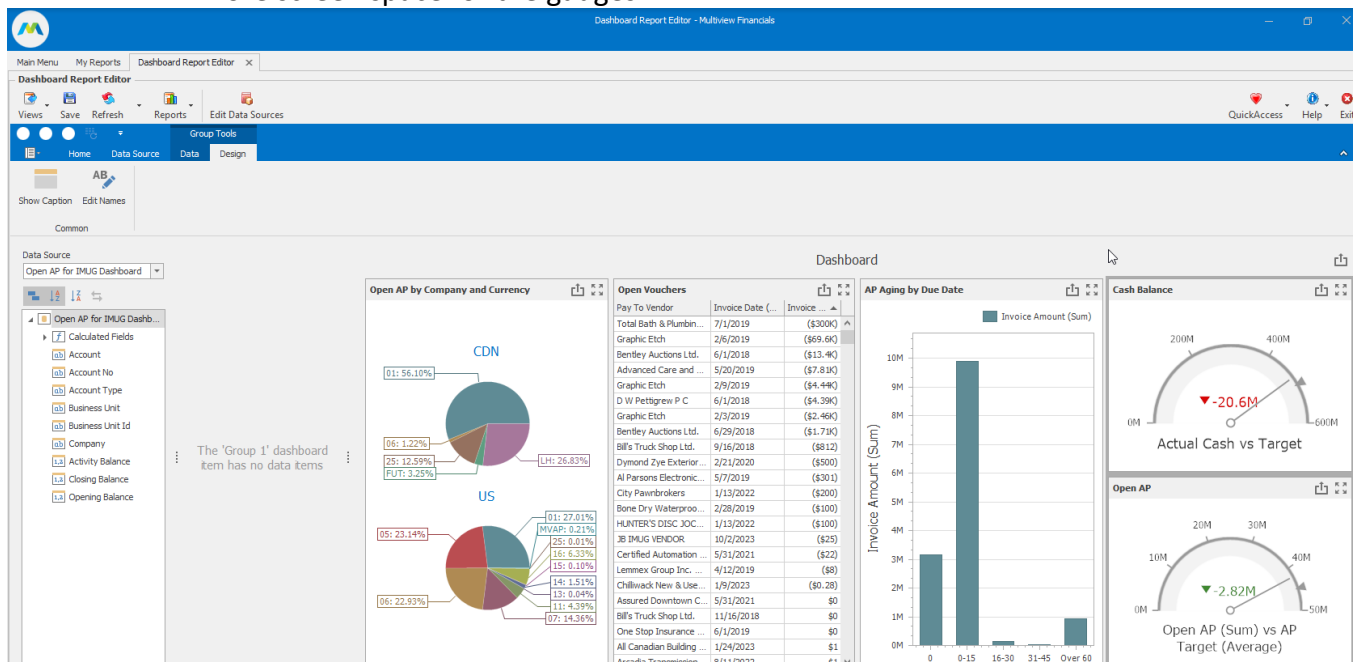 Dashboard Report Editor - Multiview Financials
Main Menu My Reports Dashboard Report Editor
Dashboard Report Editor
Views Save Refresh Reports Edit Data Sources QuickAccess Help Exit
Group Tools
Home Data Source Data Design
AB
Show Caption Edit Names
Common
Data Source
Open AP for IMUG Dashboard
Dashboard
Open AP for IMUG Dashb...
Calculated Fields
ab Account
ab Account No
ab Account Type
ab Business Unit
ab Business Unit Id
ab Company
Activity Balance
Closing Balance
Opening Balance
The 'Group 1' dashboard
item has no data items
Open AP by Company and Currency
CDN
01: 56.10%
06: 1.22%
25: 12.59%
FUT: 3.25%
LH: 26.83%
US
01: 27.01%
MVAP: 0.21%
05: 23.14%
25: 0.01%
16: 6.33%
15: 0.10%
14: 1.51%
13: 0.04%
06: 22.93%
11: 4.39%
07: 14.36%
Open Vouchers
Pay To Vendor Invoice Date (... Invoice ...
Total Bath & Plumbin... 7/1/2019 ($300K)
Graphic Etch 2/6/2019 ($69.6K)
Bentley Auctions Ltd. 6/1/2018 ($13.4K)
Advanced Care and ... 5/20/2019 ($7.81K)
Graphic Etch 2/9/2019 ($4.44K)
D W Pettigrew P C 6/1/2018 ($4.39K)
Graphic Etch 2/3/2019 ($2.46K)
Bentley Auctions Ltd. 6/29/2018 ($1.71K)
Bill's Truck Shop Ltd. 9/16/2018 ($812)
Dymond Zye Exterior... 2/21/2020 ($500)
Al Parsons Electronic... 5/7/2019 ($301)
City Pawnbrokers 1/13/2022 ($200)
Bone Dry Waterproo... 2/28/2019 ($100)
HUNTER'S DISC JOC... 1/13/2022 ($100)
JB IMUG VENDOR 10/2/2023 ($25)
Certified Automation ... 5/31/2021 ($22)
Lemmex Group Inc. ... 4/12/2019 ($8)
Chilliwack New & Use... 1/9/2023 ($0.28)
Assured Downtown C... 5/31/2021 $0
Bill's Truck Shop Ltd. 11/16/2018 $0
One Stop Insurance ... 6/1/2019 $0
All Canadian Building ... 1/24/2023 $1
AP Aging by Due Date
Invoice Amount (Sum)
10M
9M
8M
7M
6M
5M
4M
3M
2M
1M
0M
Invoice Amount (Sum)
0 0-15 16-30 31-45 Over 60
Cash Balance
200M 400M
0M 600M
-20.6M
Actual Cash vs Target
Open AP
20M 30M
10M 40M
0M 50M
-2.82M
Open AP (Sum) vs AP
Target (Average)